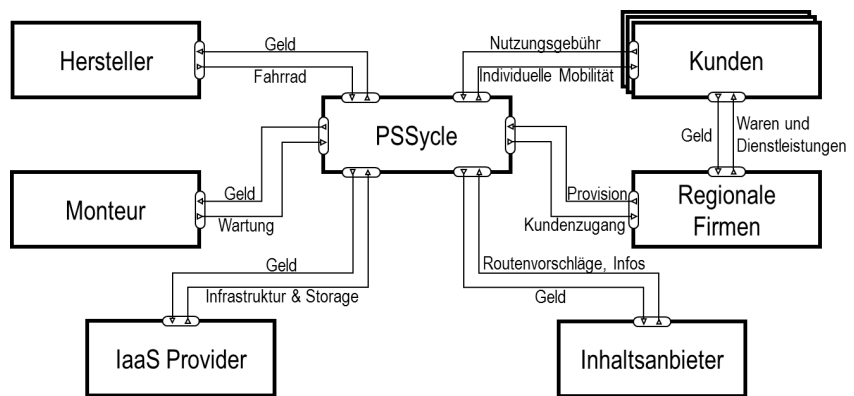 Hersteller
Geld
Fahrrad
Nutzungsgebühr
Individuelle Mobilität
Kunden
PSSycle
Geld
Waren und
Dienstleistungen
Monteur
Geld
Wartung
Provision
Kundenzugang
Regionale
Firmen
Geld
Infrastruktur & Storage
Routenvorschläge, Infos
Geld
IaaS Provider
Inhaltsanbieter